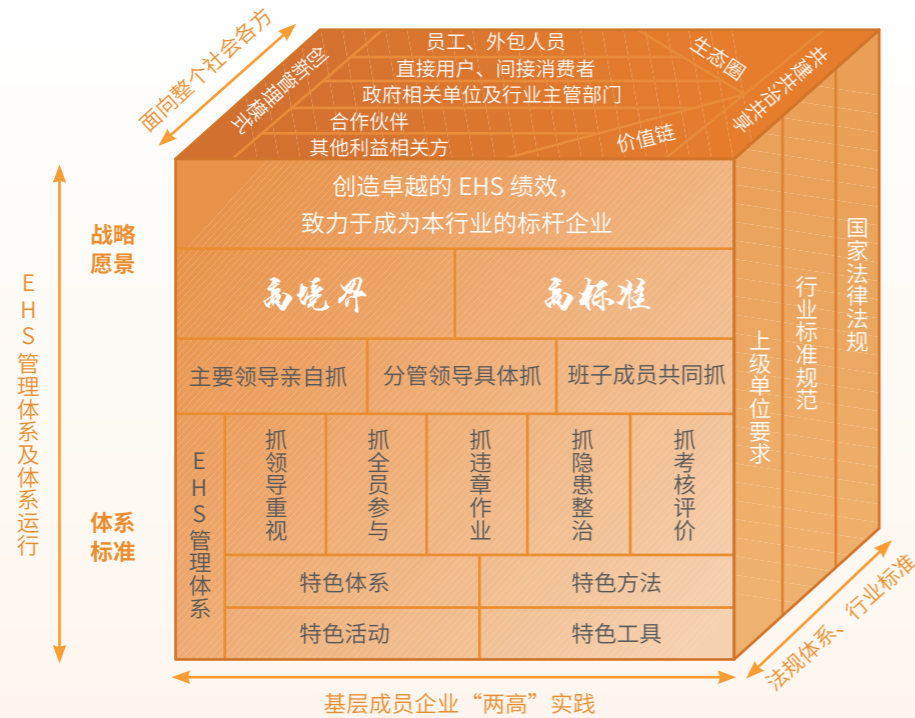 面向整个社会各方
创新管理模式
员工、外包人员
直接用户、间接消费者
政府相关单位及行业主管部门
合作伙伴
其他利益相关方
生态圈
价值链
共建共治共享
创造卓越的 EHS 绩效，
致力于成为本行业的标杆企业
高境界
高标准
主要领导亲自抓
分管领导具体抓
班子成员共同抓
EHS管理体系
抓领导重视
抓全员参与
抓违章作业
抓隐患整治
抓考核评价
特色体系
特色方法
特色活动
特色工具
上级单位要求
行业标准规范
国家法律法规
EHS管理体系及体系运行
战略
愿景
体系
标准
法规体系、行业标准
基层成员企业“两高”实践